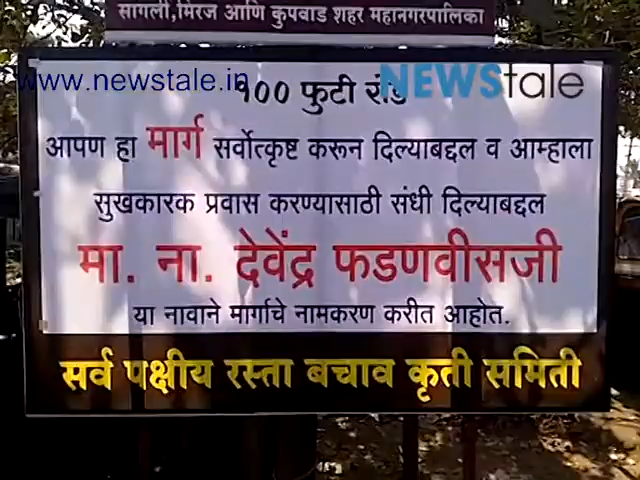 सांगली,मिरज आणि कुपवाड शहर महानगरपालिका
www.newstale.in
NEWStale
१०० फुटी रोड
आपण हा मार्ग सर्वोत्कृष्ट करून दिल्याबद्दल व आम्हाला
सुखकारक प्रवास करण्यासाठी संधी दिल्याबद्दल
मा. ना. देवेंद्र फडणवीसजी
या नावाने मार्गाचे नामकरण करीत आहोत.
सर्व पक्षीय रस्ता बचाव कृती समिती